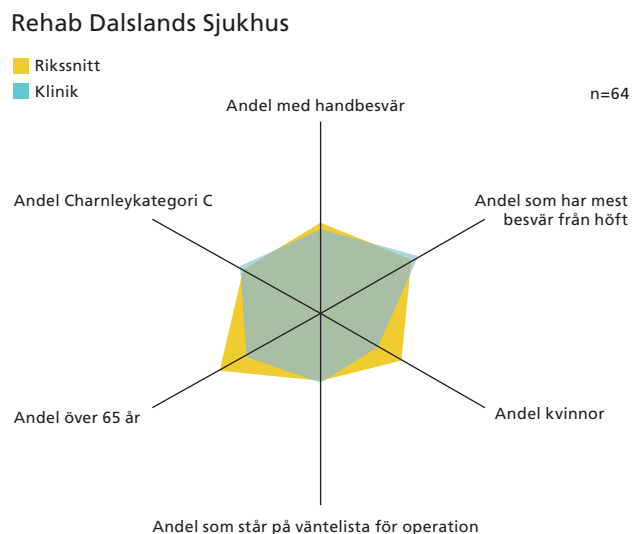 Rehab Dalslands Sjukhus
Rikssnitt
Klinik
n=64
Andel med handbesvär
Andel Charnleykategori C
Andel som har mest
besvär från höft
Andel över 65 år
Andel kvinnor
Andel som står på väntelista för operation